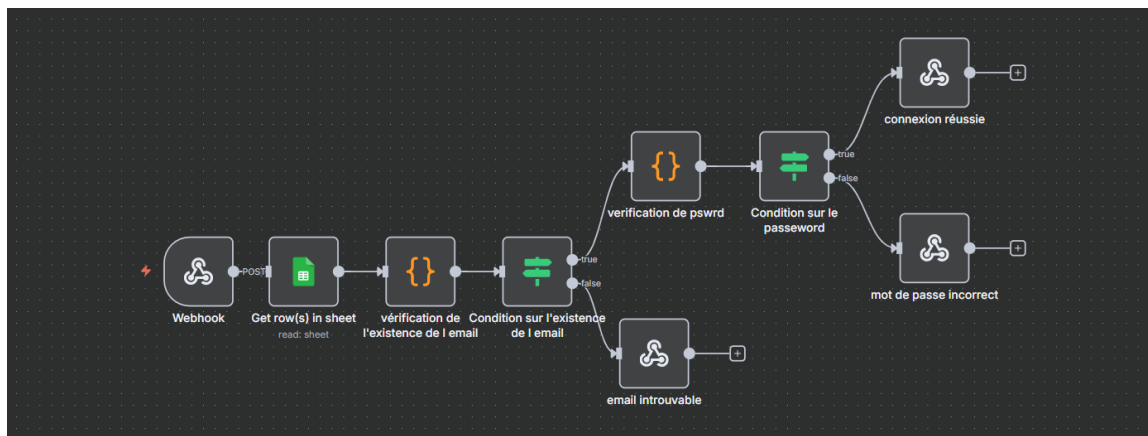 connexion réussie
true
false
verification de pswrd
Condition sur le
passeword
true
false
mot de passe incorrect
POST
Webhook
Get row(s) in sheet
read: sheet
vérification de
l'existence de l email
Condition sur l'existence
de l email
email introuvable